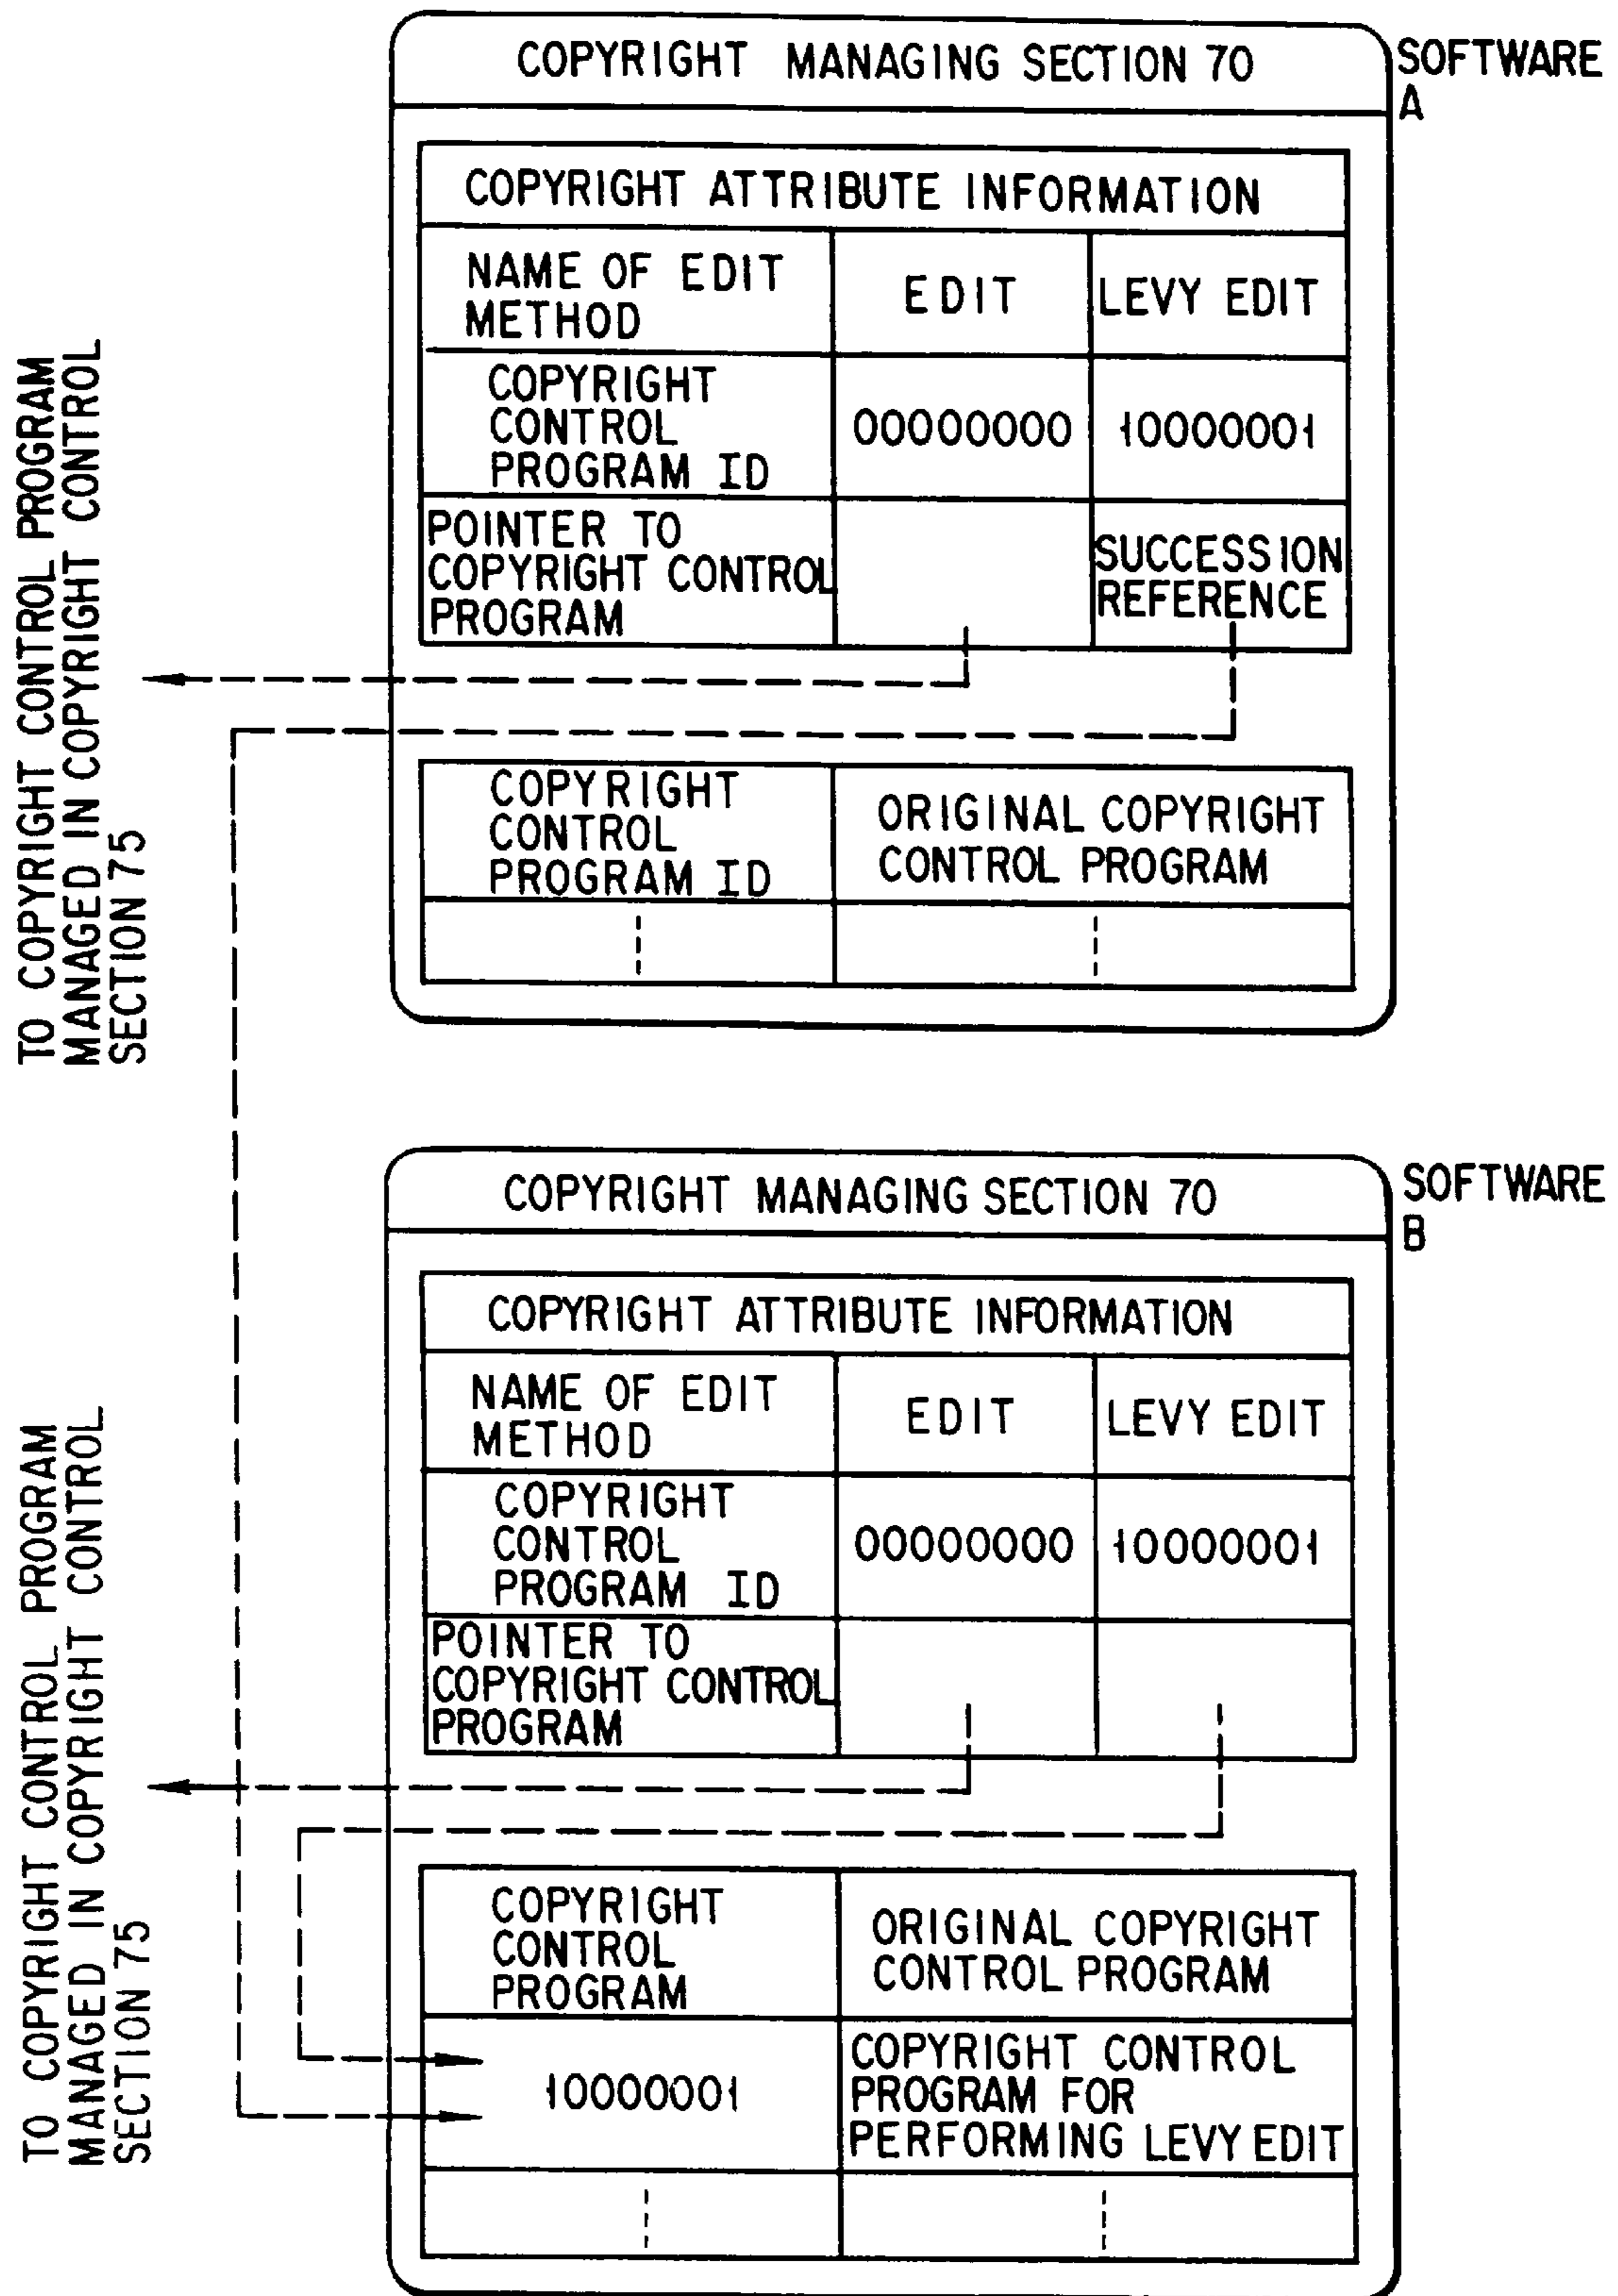 COPYRIGHT MANAGING SECTION 70
SOFTWARE
A
COPYRIGHT ATTRIBUTE INFORMATION
NAME OF EDIT
METHOD
EDIT
LEVY EDIT
COPYRIGHT
CONTROL
PROGRAM ID
00000000
10000001
POINTER TO
COPYRIGHT CONTROL
PROGRAM
SUCCESSION
REFERENCE
TO COPYRIGHT CONTROL PROGRAM
MANAGED IN COPYRIGHT CONTROL
SECTION 75
COPYRIGHT
CONTROL
PROGRAM ID
ORIGINAL COPYRIGHT
CONTROL PROGRAM
COPYRIGHT MANAGING SECTION 70
SOFTWARE
B
COPYRIGHT ATTRIBUTE INFORMATION
NAME OF EDIT
METHOD
EDIT
LEVY EDIT
COPYRIGHT
CONTROL
PROGRAM ID
00000000
10000001
POINTER TO
COPYRIGHT CONTROL
PROGRAM
TO COPYRIGHT CONTROL PROGRAM
MANAGED IN COPYRIGHT CONTROL
SECTION 75
COPYRIGHT
CONTROL
PROGRAM
ORIGINAL COPYRIGHT
CONTROL PROGRAM
10000001
COPYRIGHT CONTROL
PROGRAM FOR
PERFORMING LEVY EDIT